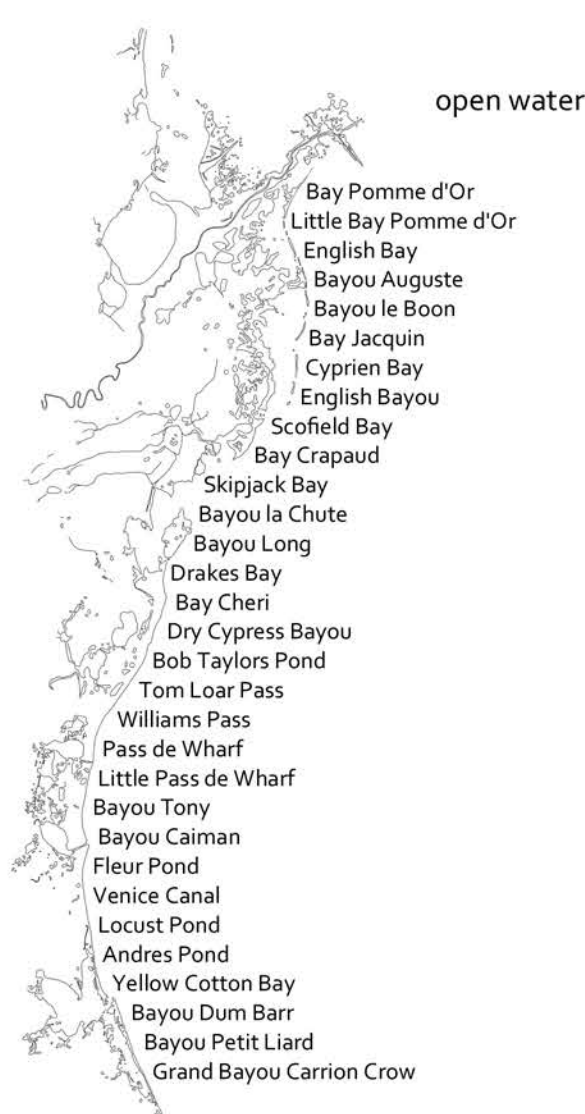 open water
Bay Pomme d'Or
Little Bay Pomme d'Or
English Bay
Bayou Auguste
Bayou le Boon
Bay Jacquin
Cyprien Bay
English Bayou
Scofield Bay
Bay Crapaud
Skipjack Bay
Bayou la Chute
Bayou Long
Drakes Bay
Bay Cheri
Dry Cypress Bayou
Bob Taylors Pond
Tom Loar Pass
Williams Pass
Pass de Wharf
Little Pass de Wharf
Bayou Tony
Bayou Caiman
Fleur Pond
Venice Canal
Locust Pond
Andres Pond
Yellow Cotton Bay
Bayou Dum Barr
Bayou Petit Liard
Grand Bayou Carrion Crow